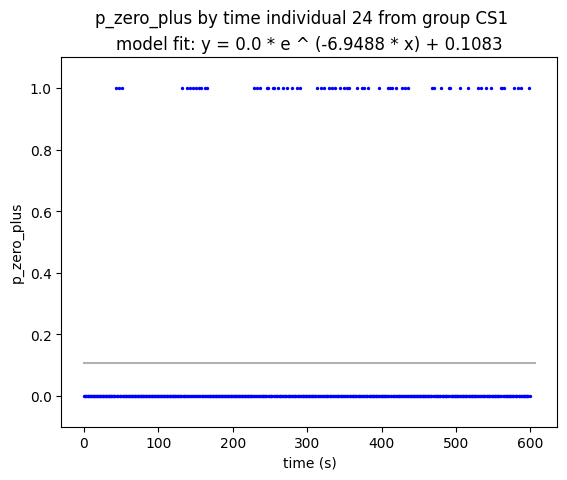 p_zero_plus by time individual 24 from group CS1
model fit: y = 0.0 * e ^ (-6.9488 * x) + 0.1083
1.0
0.8
0.6
0.4
0.2
0.0
p_zero_plus
0 100 200 300 400 500 600
time (s)